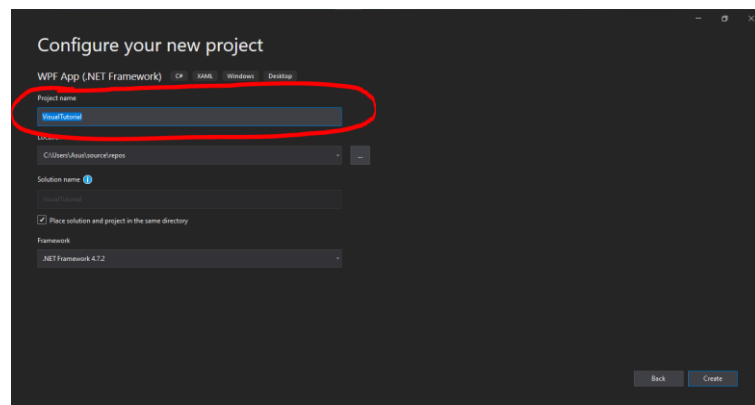 Configure your new project
WPF App (.NET Framework) C# XAML Windows Desktop
Project name
VisualTutorial
Location
C:\Users\Asus\source\repos
...
Solution name
VisualTutorial
Place solution and project in the same directory
Framework
.NET Framework 4.7.2
Back Create